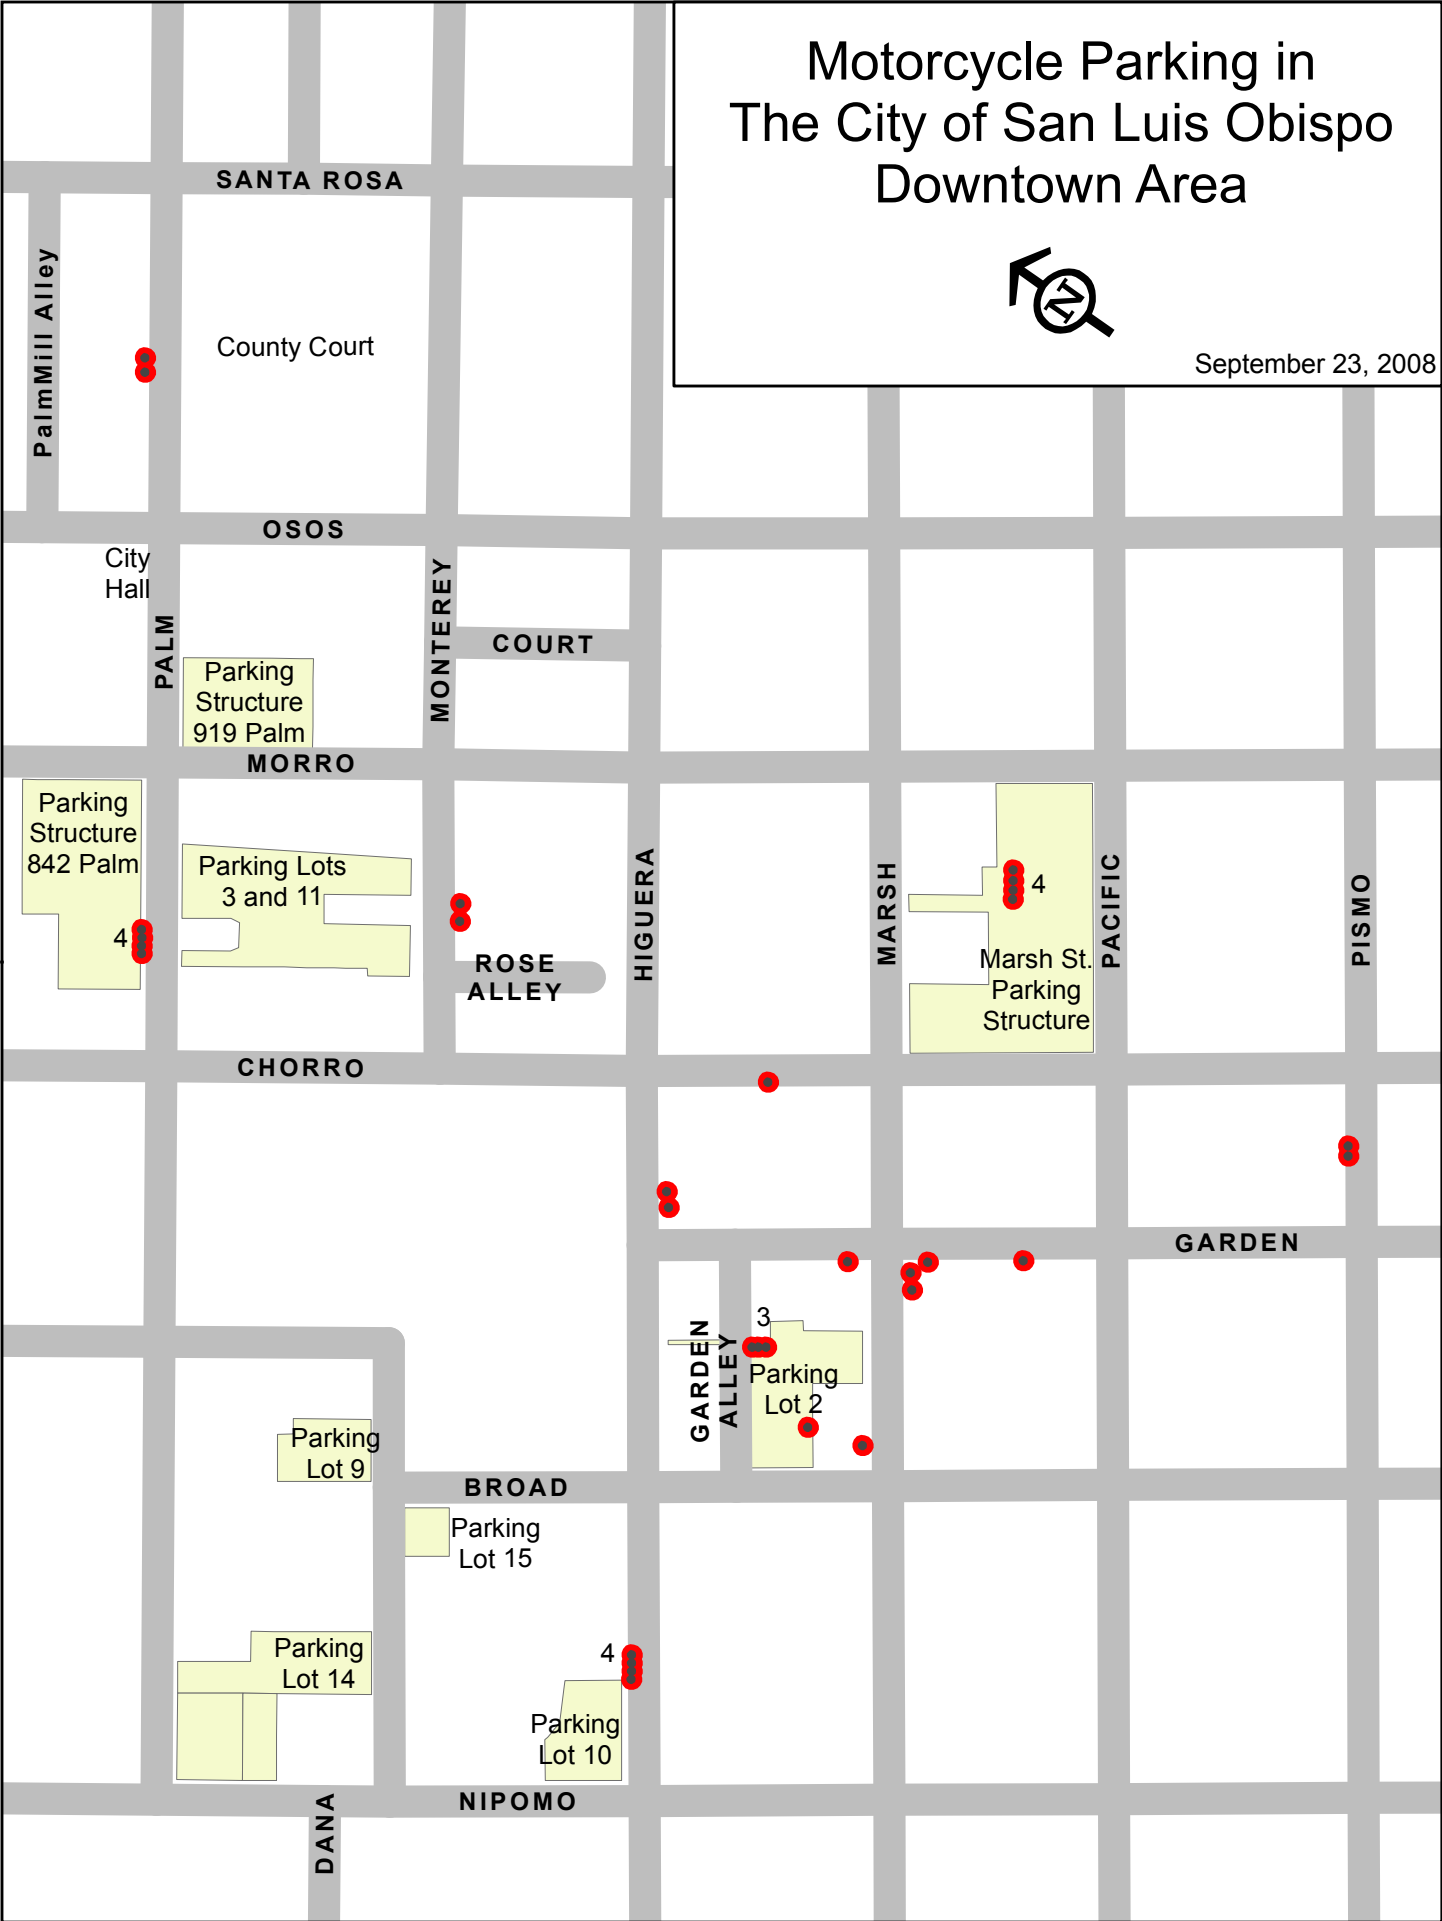 Motorcycle Parking in
The City of San Luis Obispo
Downtown Area
N
September 23, 2008
SANTA ROSA
PalmMill Alley
County Court
OSOS
City
Hall
PALM
MONTEREY
COURT
Parking
Structure
919 Palm
MORRO
Parking
Structure
842 Palm
4
Parking Lots
3 and 11
ROSE
ALLEY
HIGUERA
MARSH
4
Marsh St.
Parking
Structure
PACIFIC
PISMO
CHORRO
GARDEN
3
GARDEN
ALLEY
Parking
Lot 2
Parking
Lot 9
BROAD
Parking
Lot 15
4
Parking
Lot 14
Parking
Lot 10
NIPOMO
DANA